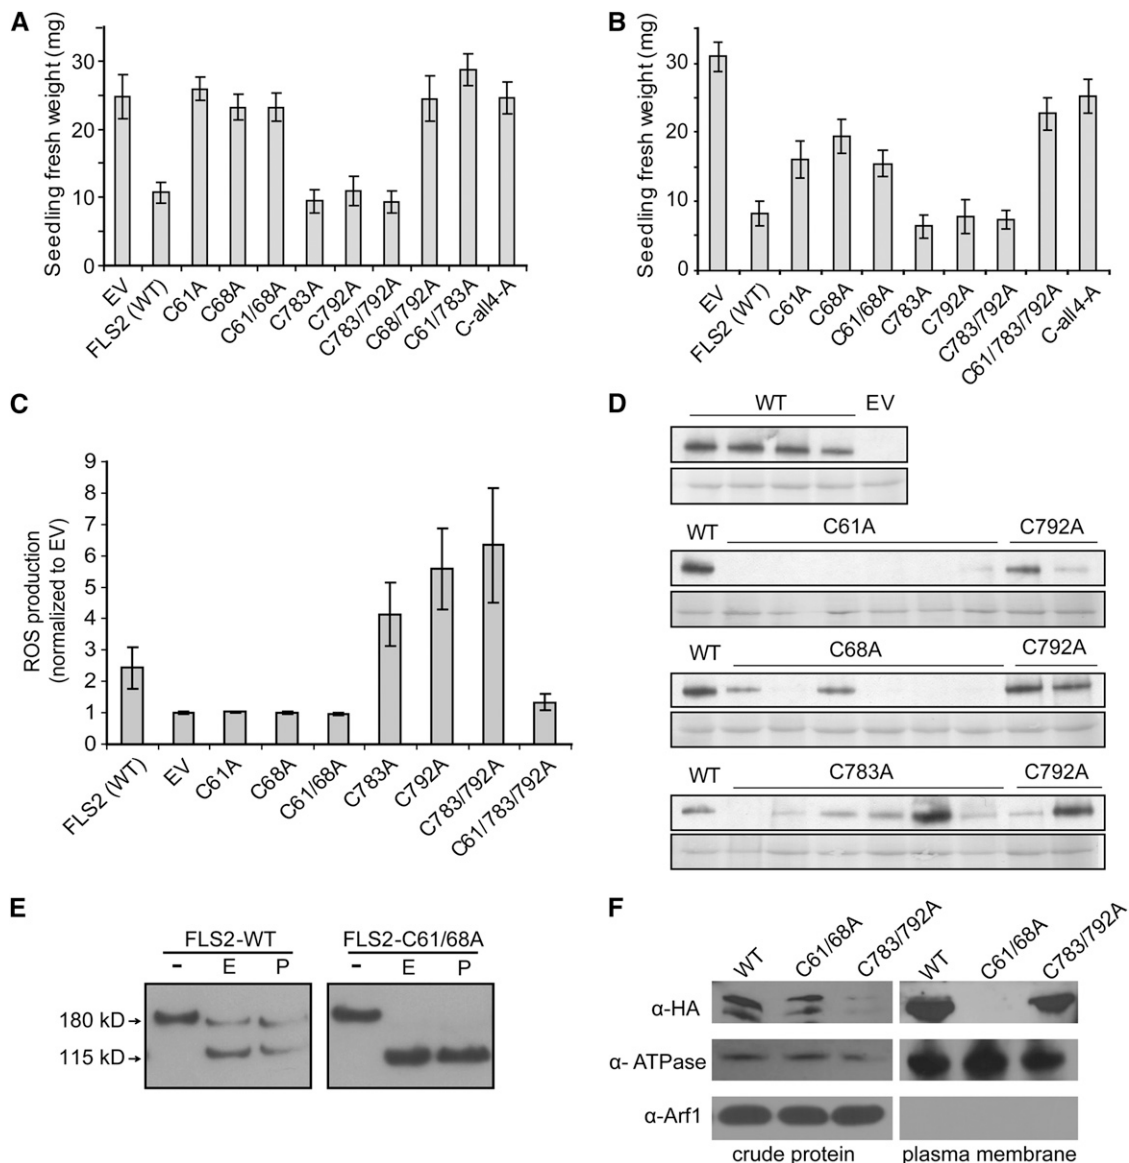 A
Seedling fresh weight (mg)
30
20
10
0
EV
FLS2 (WT)
C61A
C68A
C61/68A
C783A
C792A
C783/792A
C68/792A
C61/783A
C-all4-A
B
Seedling fresh weight (mg)
30
20
10
0
EV
FLS2 (WT)
C61A
C68A
C61/68A
C783A
C792A
C783/792A
C61/783/792A
C-all4-A
C
ROS production
(normalized to EV)
9
8
7
6
5
4
3
2
1
0
FLS2 (WT)
EV
C61A
C68A
C61/68A
C783A
C792A
C783/792A
C61/783/792A
D
WT EV
WT C61A C792A
WT C68A C792A
WT C783A C792A
E
FLS2-WT FLS2-C61/68A
- E P - E P
180 kD→
115 kD→
F
WT C61/68A C783/792A WT C61/68A C783/792A
α-HA
α- ATPase
α-Arf1
crude protein plasma membrane